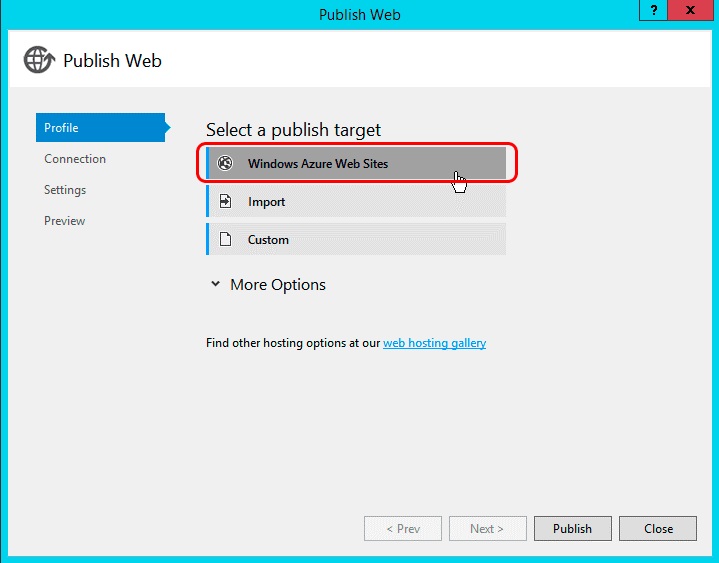 Publish Web
?
x
Publish Web
Profile
Connection
Settings
Preview
Select a publish target
Windows Azure Web Sites
Import
Custom
More Options
Find other hosting options at our web hosting gallery
< Prev
Next >
Publish
Close